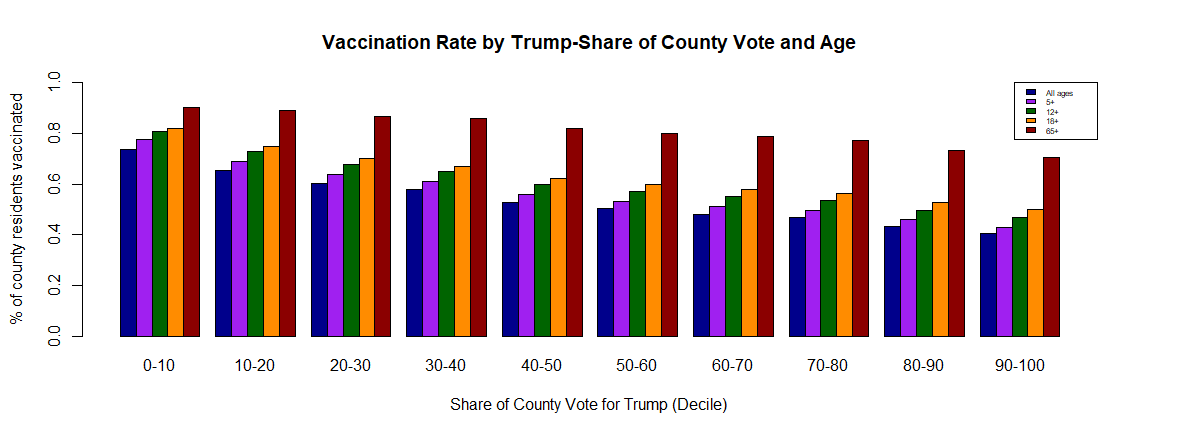 Vaccination Rate by Trump-Share of County Vote and Age
% of county residents vaccinated
1.0
0.8
0.6
0.4
0.2
0.0
All ages
5+
12+
18+
65+
0-10 10-20 20-30 30-40 40-50 50-60 60-70 70-80 80-90 90-100
Share of County Vote for Trump (Decile)